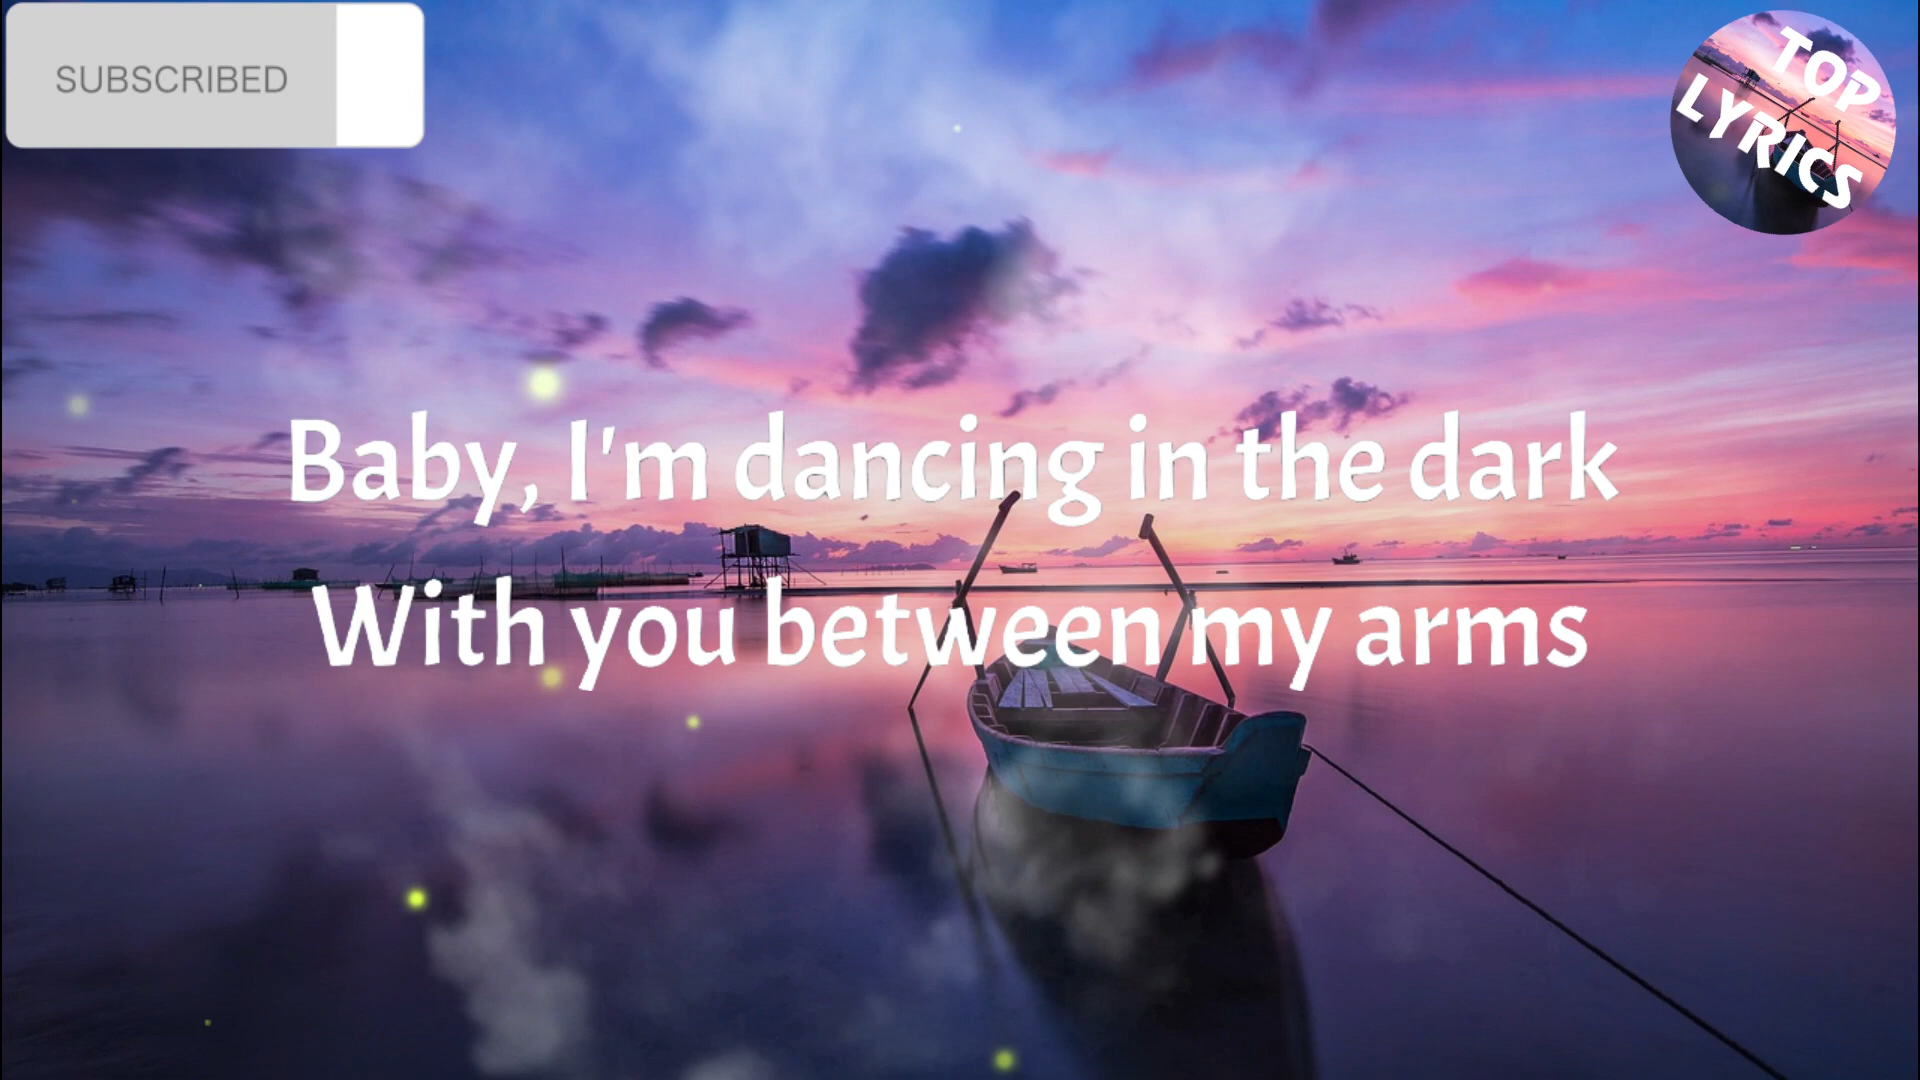 SUBSCRIBED
TOP
LYRICS
Baby, I'm dancing in the dark
With you between my arms